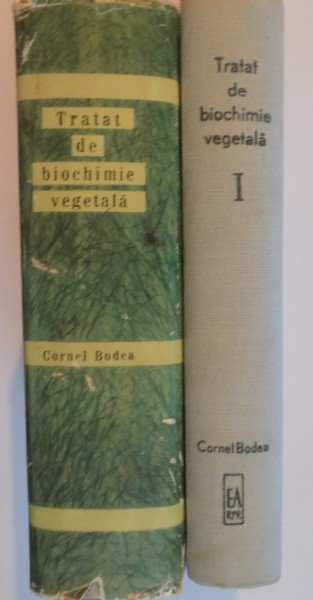 Tratat
de
biochimie
vegetală
Cornel Bodea
Tratat
de
biochimie
vegetală
I
Cornel Bodea
EA
RPR